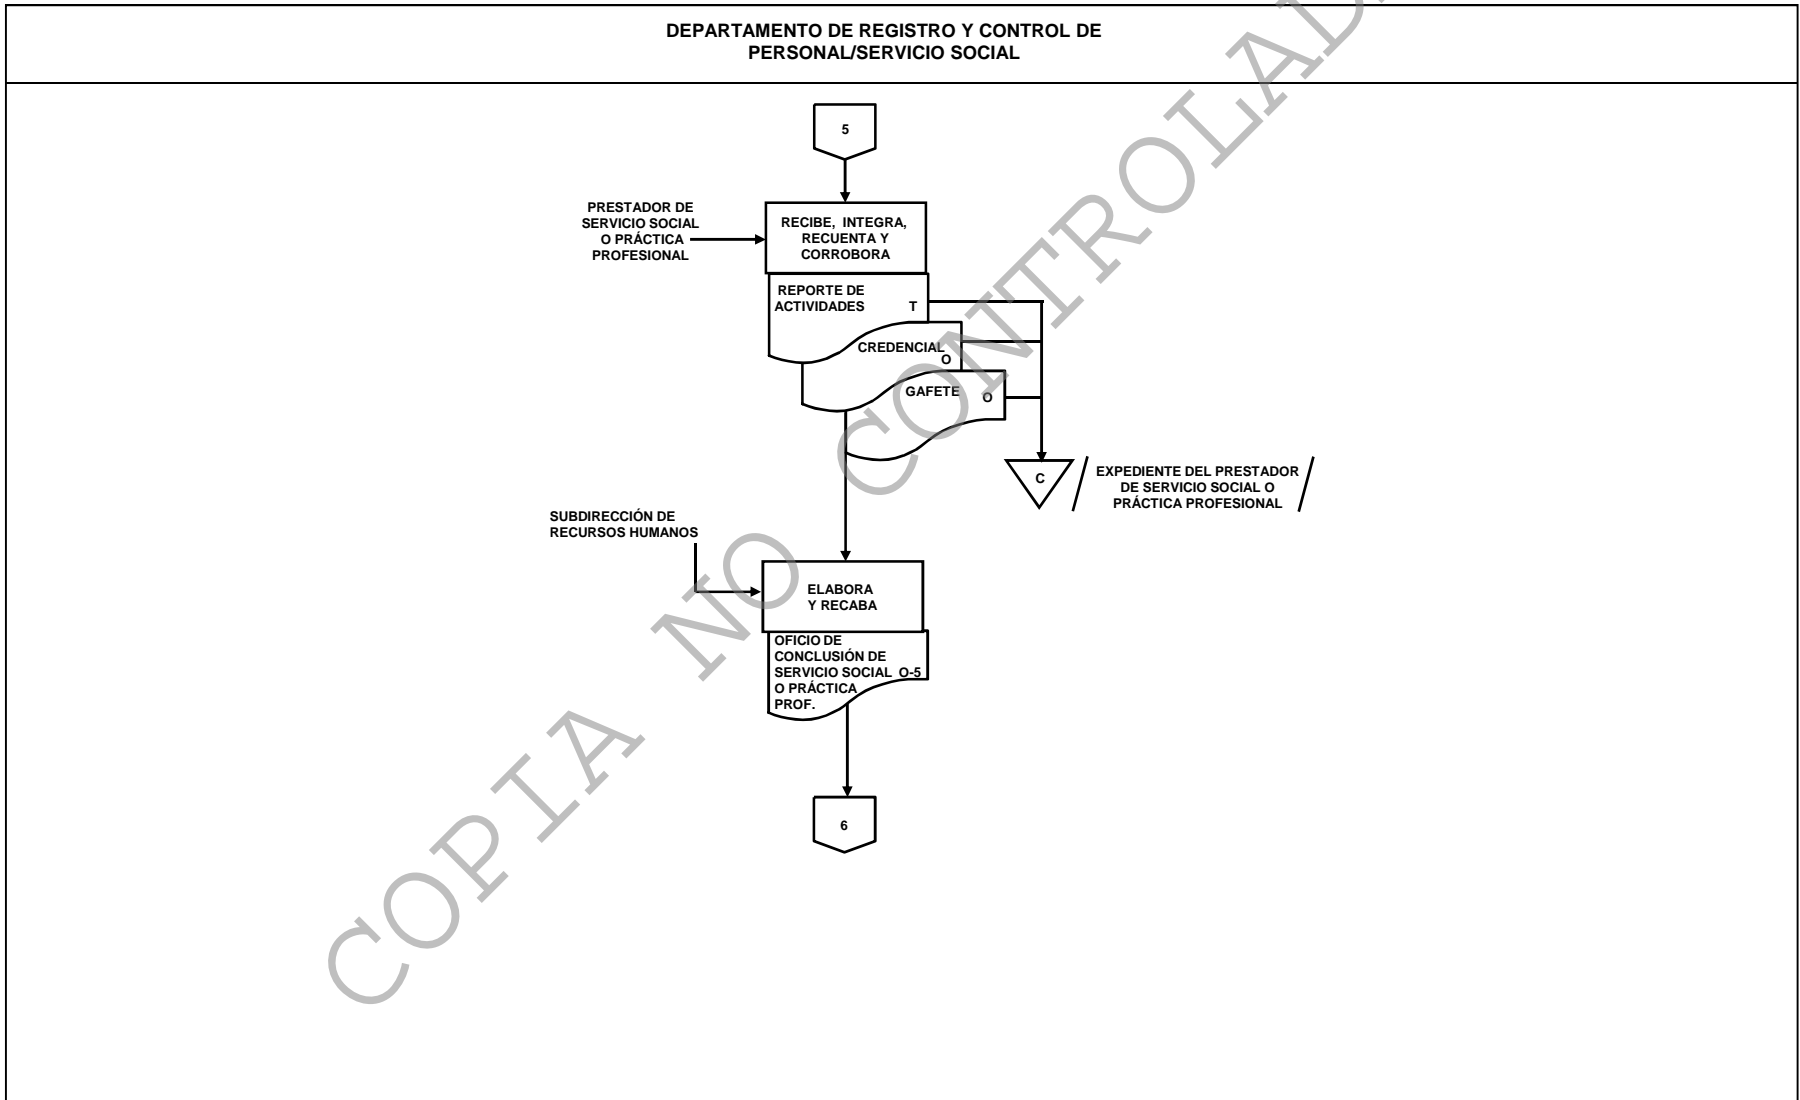 DEPARTAMENTO DE REGISTRO Y CONTROL DE
PERSONAL/SERVICIO SOCIAL
5
PRESTADOR DE
SERVICIO SOCIAL
O PRÁCTICA
PROFESIONAL
RECIBE, INTEGRA,
RECUENTA Y
CORROBORA
REPORTE DE
ACTIVIDADES T
CREDENCIAL
O
GAFETE O
C
EXPEDIENTE DEL PRESTADOR
DE SERVICIO SOCIAL O
PRÁCTICA PROFESIONAL
SUBDIRECCIÓN DE
RECURSOS HUMANOS
ELABORA
Y RECABA
OFICIO DE
CONCLUSIÓN DE
SERVICIO SOCIAL O-5
O PRÁCTICA
PROF.
6
COPIA NO CONTROLAD